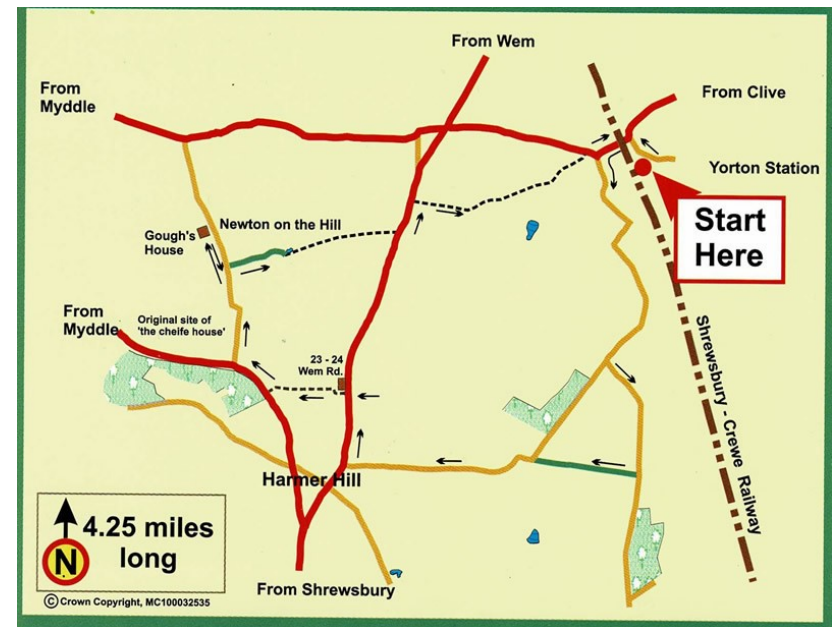 From Wem
From
Myddle
From Clive
Yorton Station
Start
Here
Gough's
House
Newton on the Hill
From
Myddle
Original site of
'the cheife house'
23 - 24
Wem Rd.
Shrewsbury - Crewe Railway
Harmer Hill
4.25 miles
long
N
From Shrewsbury
© Crown Copyright, MC100032535